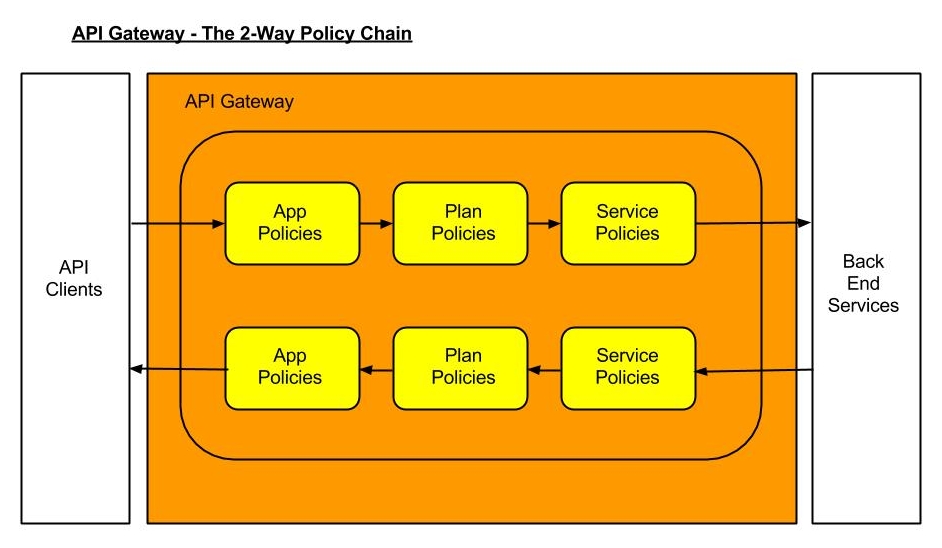 API Gateway - The 2-Way Policy Chain
API Gateway
App
Policies
Plan
Policies
Service
Policies
API
Clients
Back
End
Services
App
Policies
Plan
Policies
Service
Policies